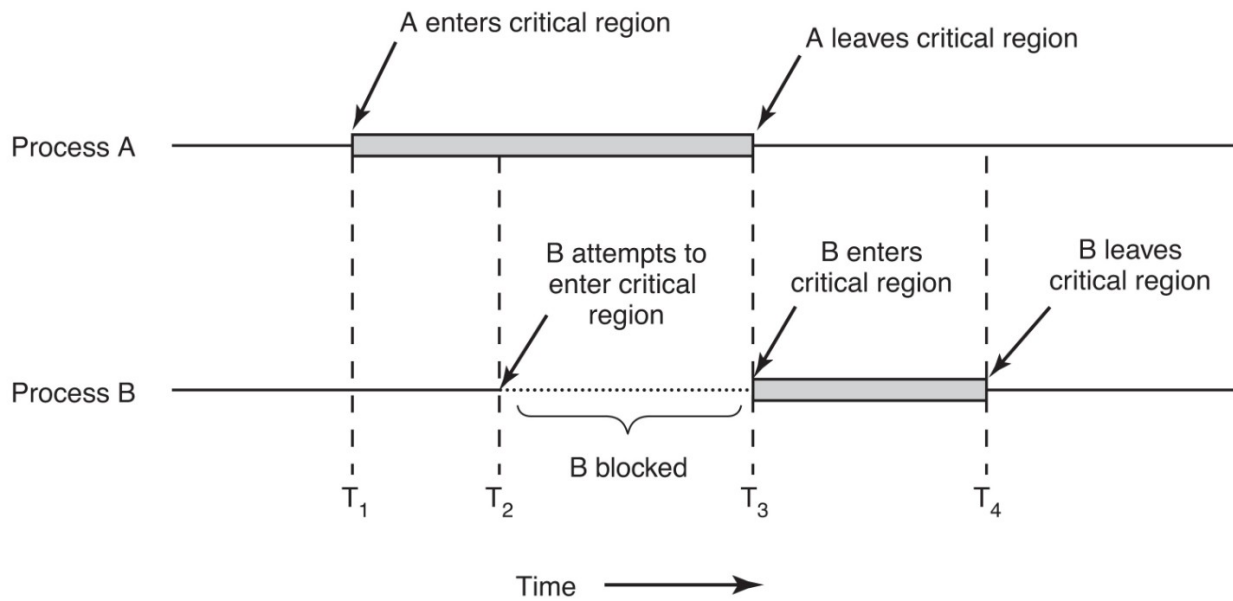 A enters critical region
A leaves critical region
Process A
B attempts to
enter critical
region
B enters
critical region
B leaves
critical region
Process B
B blocked
T1
T2
T3
T4
Time